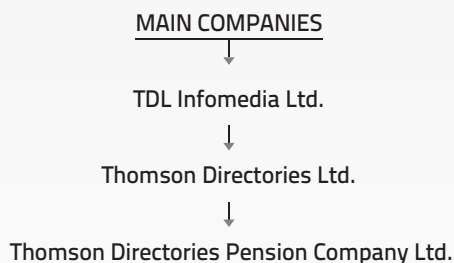 MAIN COMPANIES
TDL Infomedia Ltd.
Thomson Directories Ltd.
Thomson Directories Pension Company Ltd.